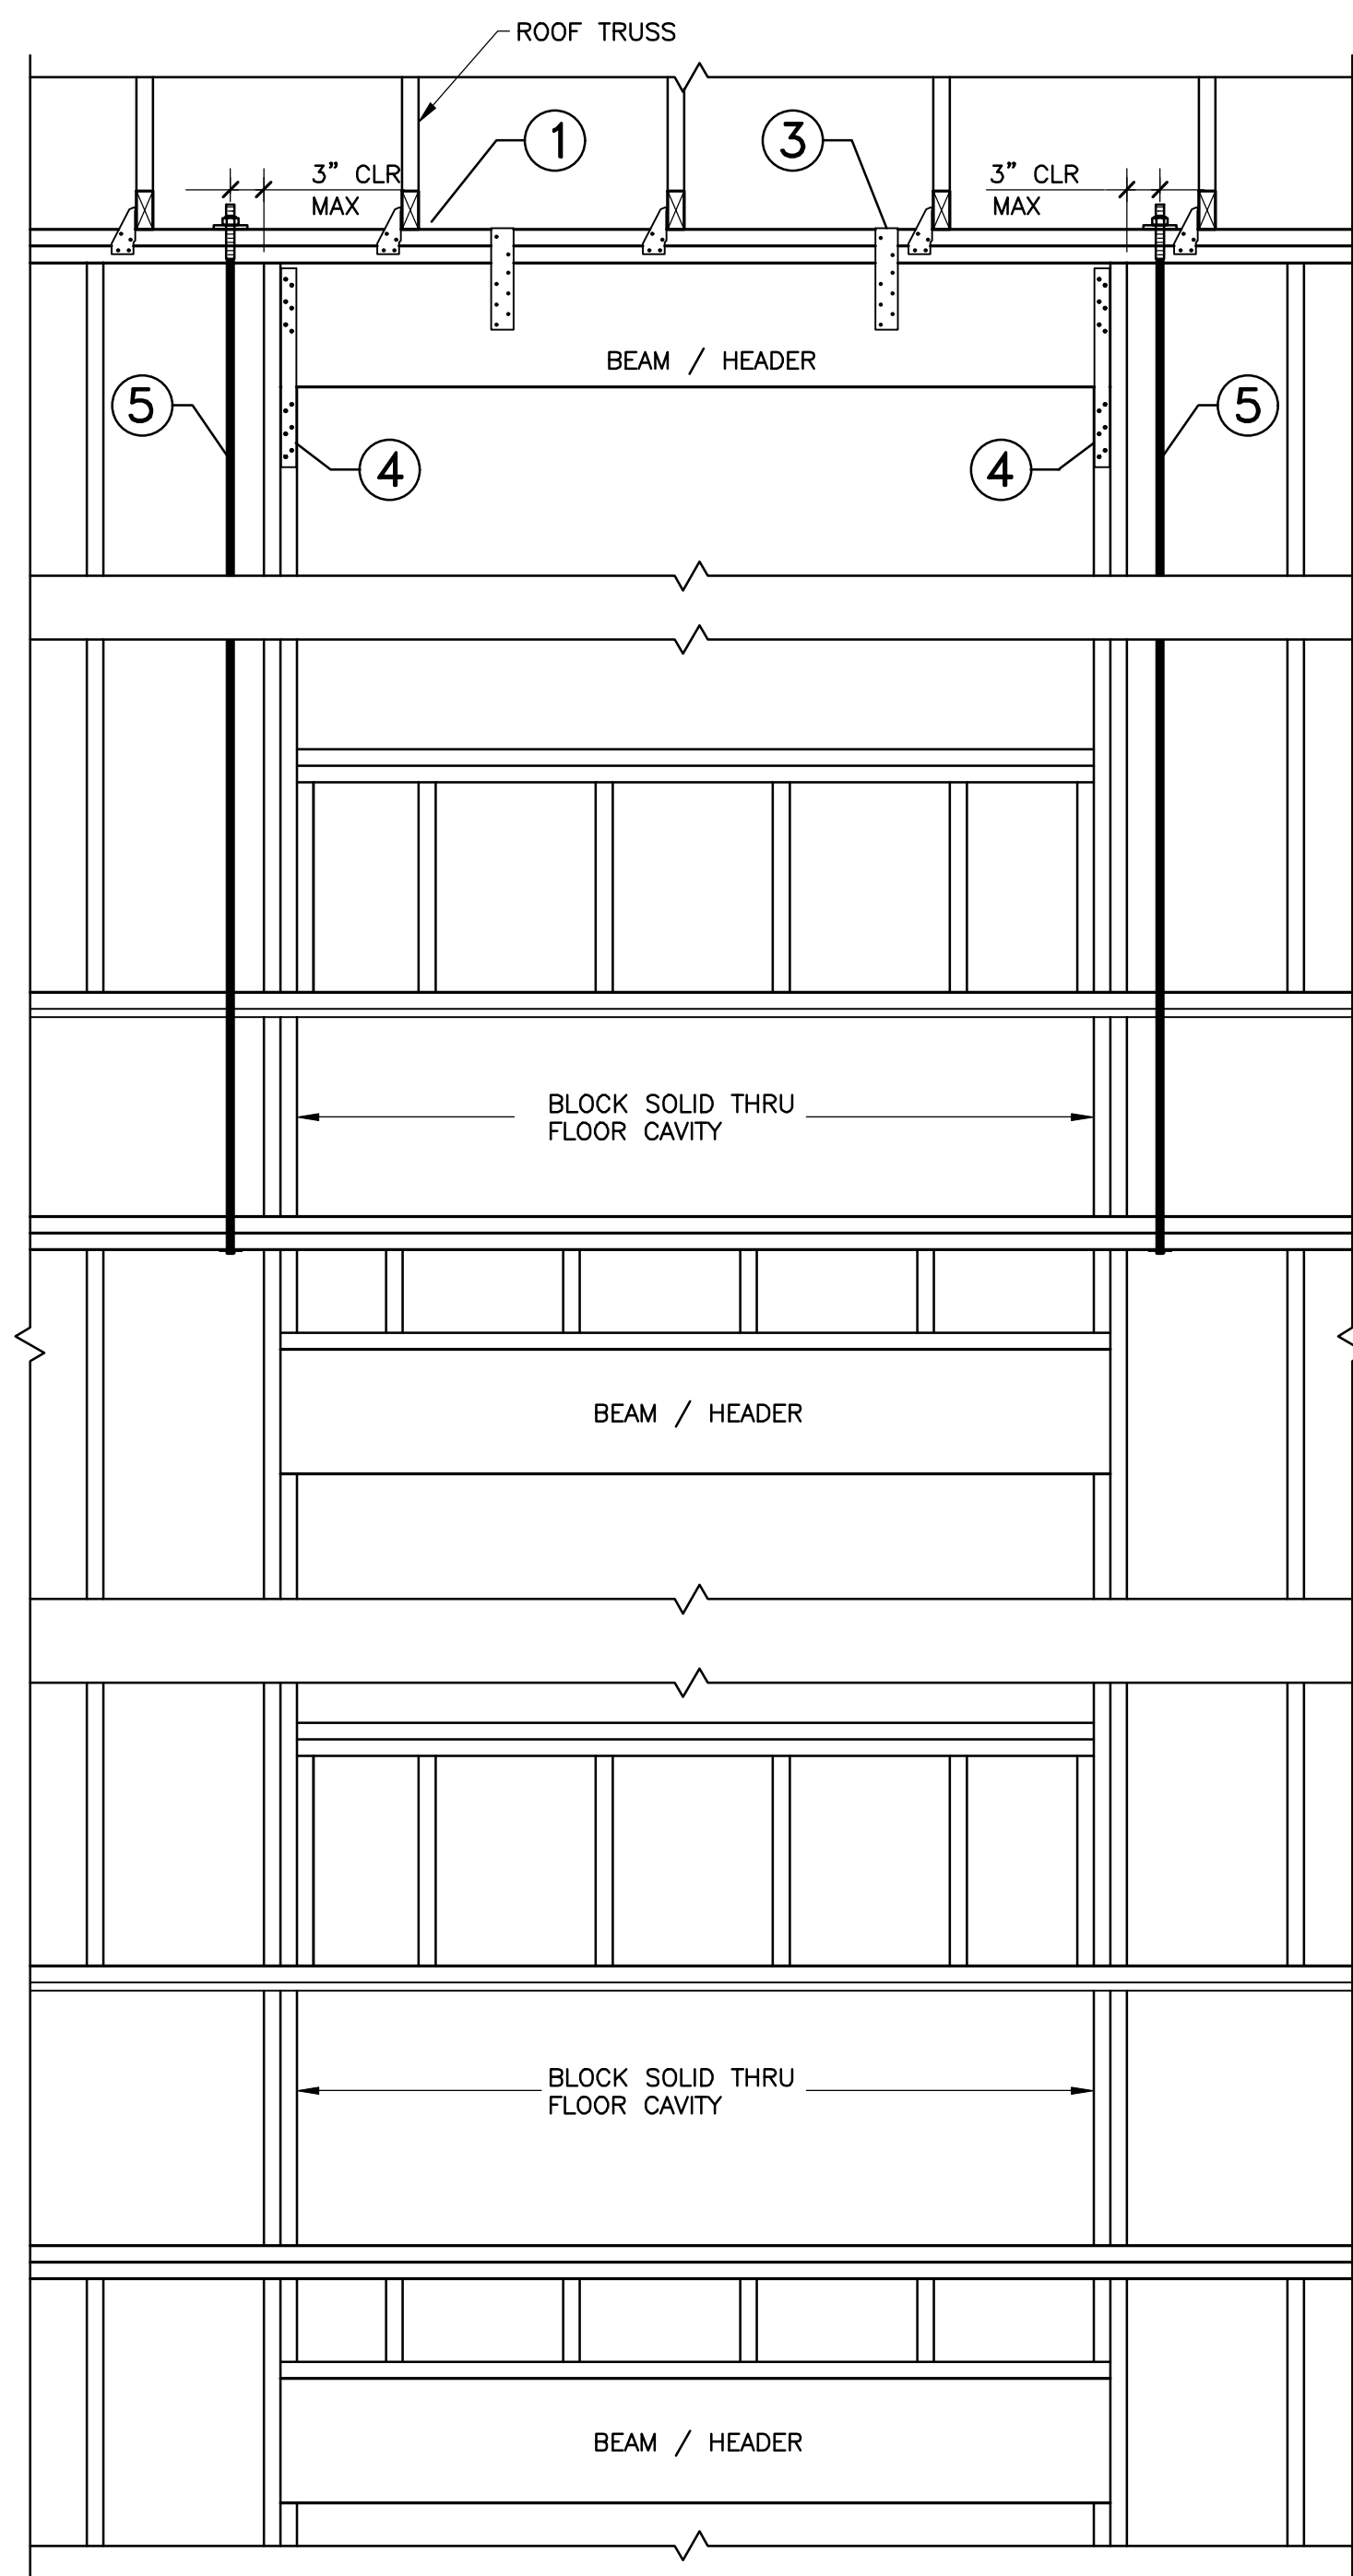 ROOF TRUSS
1
3
3" CLR
MAX
3" CLR
MAX
BEAM / HEADER
5
5
4
4
BLOCK SOLID THRU
FLOOR CAVITY
BEAM / HEADER
BLOCK SOLID THRU
FLOOR CAVITY
BEAM / HEADER